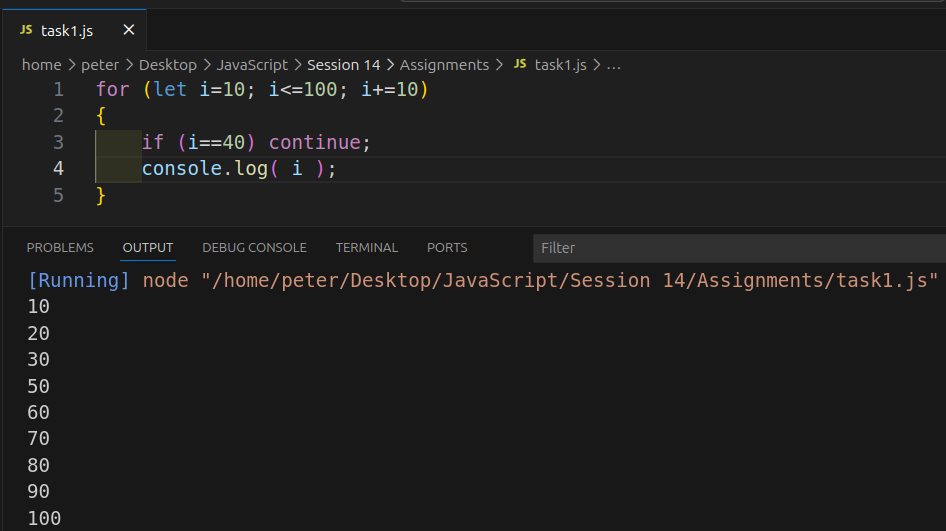 JS task1.js ×
home > peter > Desktop > JavaScript > Session 14 > Assignments > JS task1.js > ...
1 for (let i=10; i<=100; i+=10)
2 {
3     if (i==40) continue;
4     console.log( i );
5 }
PROBLEMS OUTPUT DEBUG CONSOLE TERMINAL PORTS Filter
[Running] node "/home/peter/Desktop/JavaScript/Session 14/Assignments/task1.js"
10
20
30
50
60
70
80
90
100